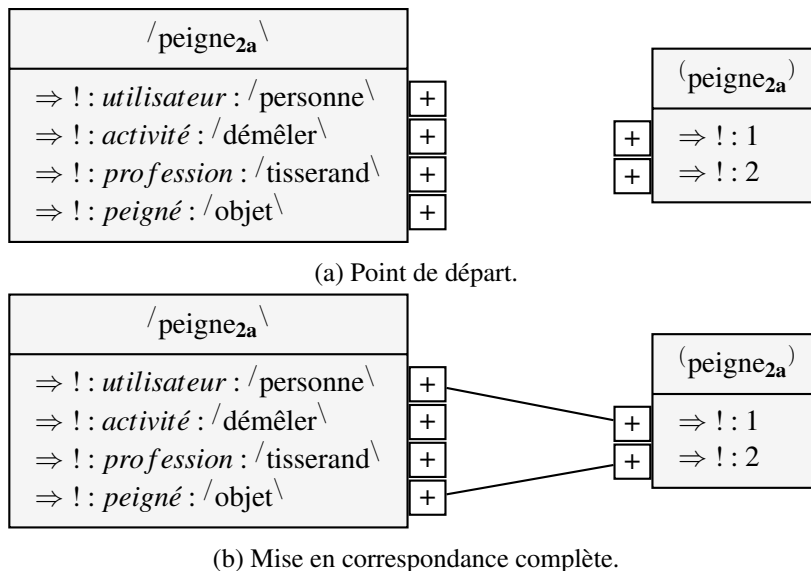 /peigne2a\
(peigne2a)
⇒ ! : utilisateur : /personne\ +
⇒ ! : activité : /démêler\ +
⇒ ! : profession : /tisserand\ +
⇒ ! : peigné : /objet\ +
+ ⇒ ! : 1
+ ⇒ ! : 2
(a) Point de départ.
/peigne2a\
(peigne2a)
⇒ ! : utilisateur : /personne\ +
⇒ ! : activité : /démêler\ +
⇒ ! : profession : /tisserand\ +
⇒ ! : peigné : /objet\ +
+ ⇒ ! : 1
+ ⇒ ! : 2
(b) Mise en correspondance complète.